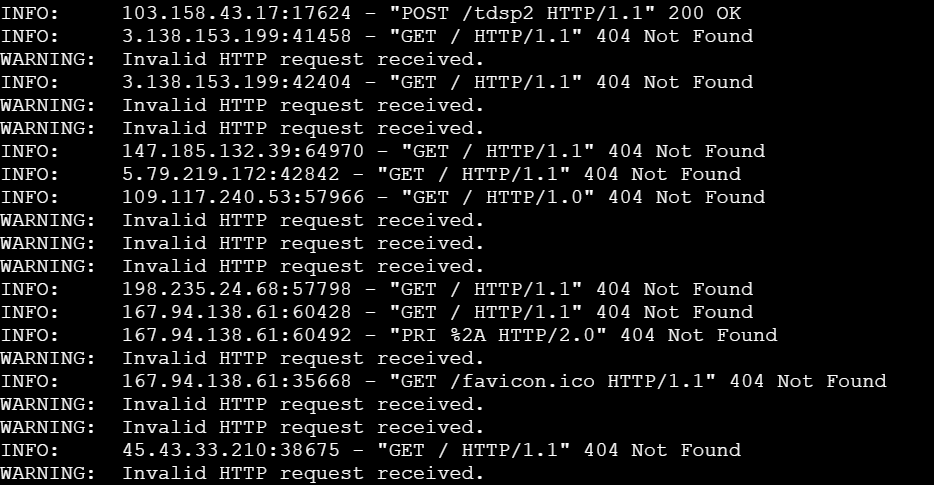 INFO: 103.158.43.17:17624 - "POST /tdsp2 HTTP/1.1" 200 OK
INFO: 3.138.153.199:41458 - "GET / HTTP/1.1" 404 Not Found
WARNING: Invalid HTTP request received.
INFO: 3.138.153.199:42404 - "GET / HTTP/1.1" 404 Not Found
WARNING: Invalid HTTP request received.
WARNING: Invalid HTTP request received.
INFO: 147.185.132.39:64970 - "GET / HTTP/1.1" 404 Not Found
INFO: 5.79.219.172:42842 - "GET / HTTP/1.1" 404 Not Found
INFO: 109.117.240.53:57966 - "GET / HTTP/1.0" 404 Not Found
WARNING: Invalid HTTP request received.
WARNING: Invalid HTTP request received.
WARNING: Invalid HTTP request received.
INFO: 198.235.24.68:57798 - "GET / HTTP/1.1" 404 Not Found
INFO: 167.94.138.61:60428 - "GET / HTTP/1.1" 404 Not Found
INFO: 167.94.138.61:60492 - "PRI %2A HTTP/2.0" 404 Not Found
WARNING: Invalid HTTP request received.
INFO: 167.94.138.61:35668 - "GET /favicon.ico HTTP/1.1" 404 Not Found
WARNING: Invalid HTTP request received.
WARNING: Invalid HTTP request received.
INFO: 45.43.33.210:38675 - "GET / HTTP/1.1" 404 Not Found
WARNING: Invalid HTTP request received.